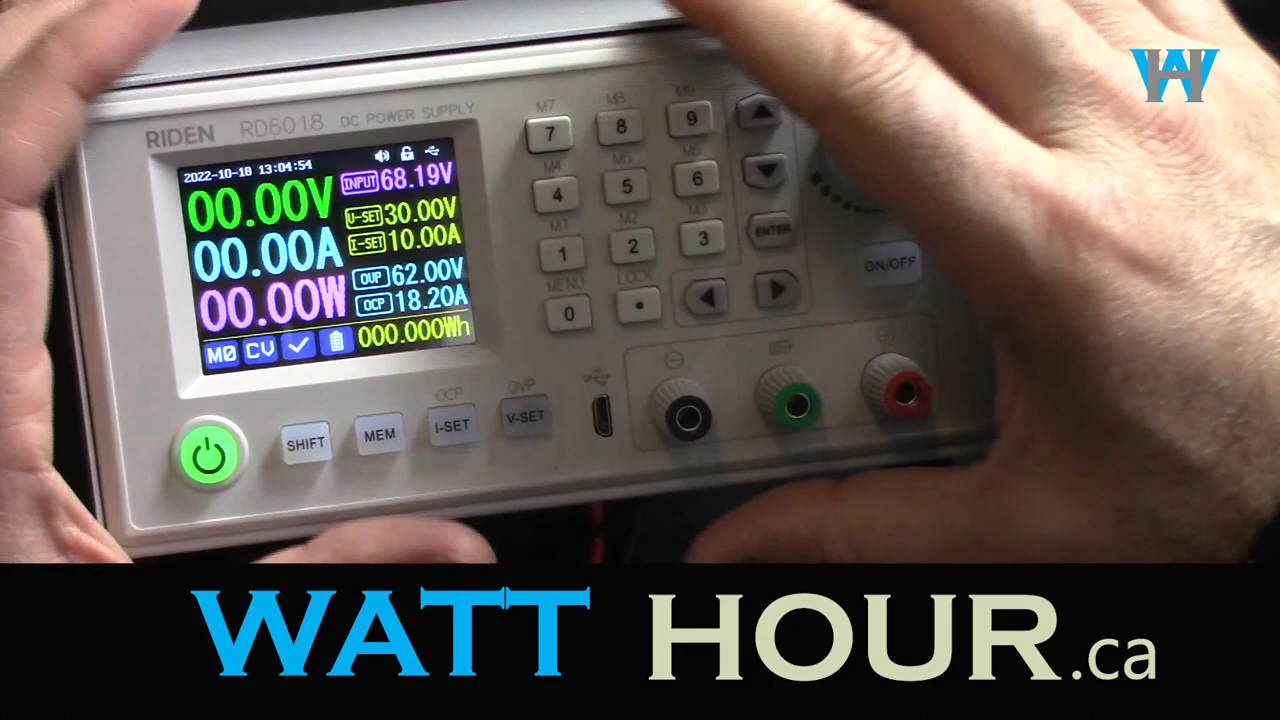 WH
RIDEN RD6018 DC POWER SUPPLY
2022-10-18 13:04:54
00.00V INPUT 68.19V
V-SET 30.00V
00.00A I-SET 10.00A
OVP 62.00V
00.00W OCP 18.20A
M0 CV 000.000Wh
M7 M8 M9
7 8 9
M4 M5 M6
4 5 6
M1 M2 M3
1 2 3 ENTER
MENU LOCK
0 •
ON/OFF
OCP OVP
SHIFT MEM I-SET V-SET
WATT HOUR.ca